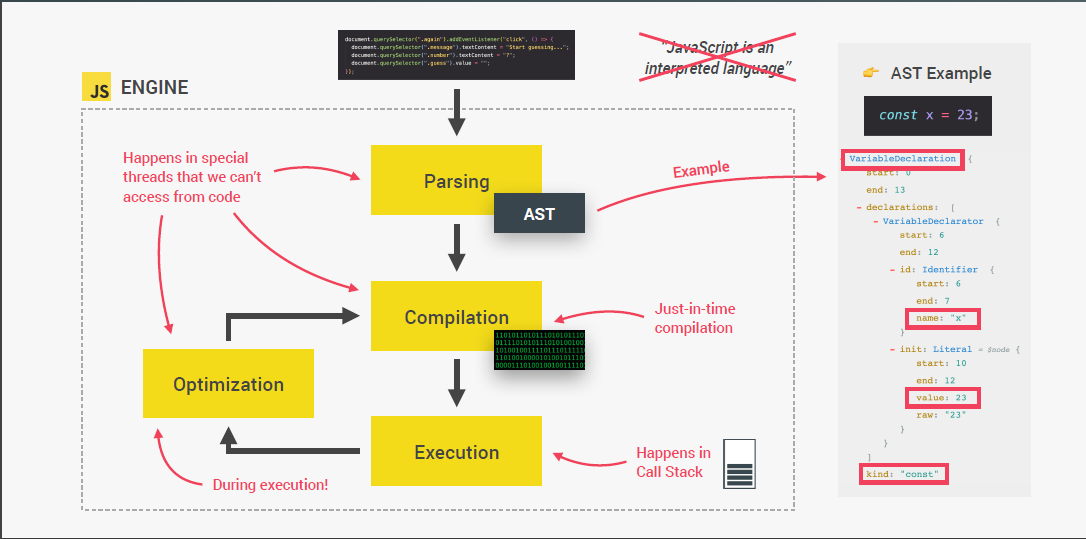 document.querySelector(".again").addEventListener("click", () => {
document.querySelector(".message").textContent = "Start guessing...";
document.querySelector(".number").textContent = "?";
document.querySelector(".guess").value = "";
});
"JavaScript is an
interpreted language”
JS ENGINE
👉 AST Example
const x = 23;
Happens in special
threads that we can't
access from code
Parsing
AST
Example
Compilation
Just-in-time
compilation
Optimization
Execution
Happens in
Call Stack
During execution!
- VariableDeclaration {
start: 0
end: 13
- declarations: [
- VariableDeclarator {
start: 6
end: 12
- id: Identifier {
start: 6
end: 7
name: "x"
}
- init: Literal = $node {
start: 10
end: 12
value: 23
raw: "23"
}
}
]
kind: "const"